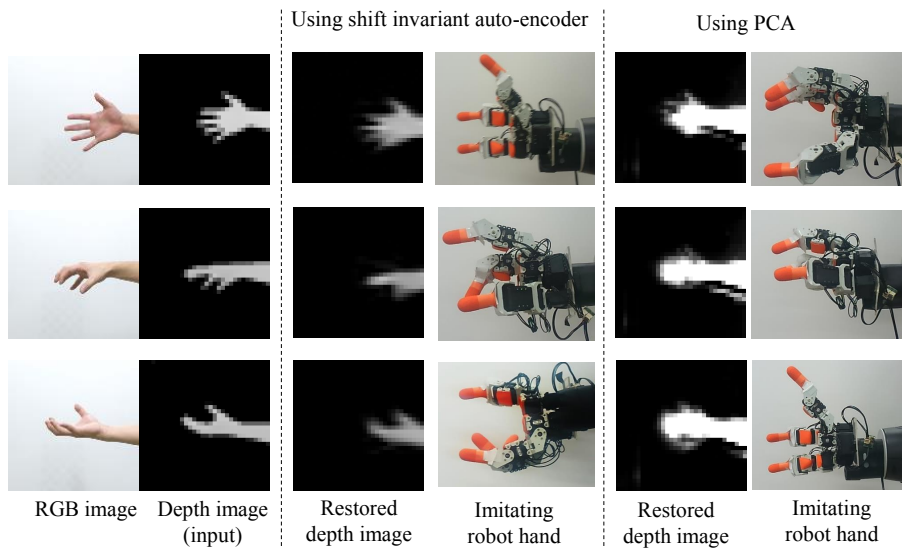 Using shift invariant auto-encoder
Using PCA
RGB image
Depth image
(input)
Restored
depth image
Imitating
robot hand
Restored
depth image
Imitating
robot hand